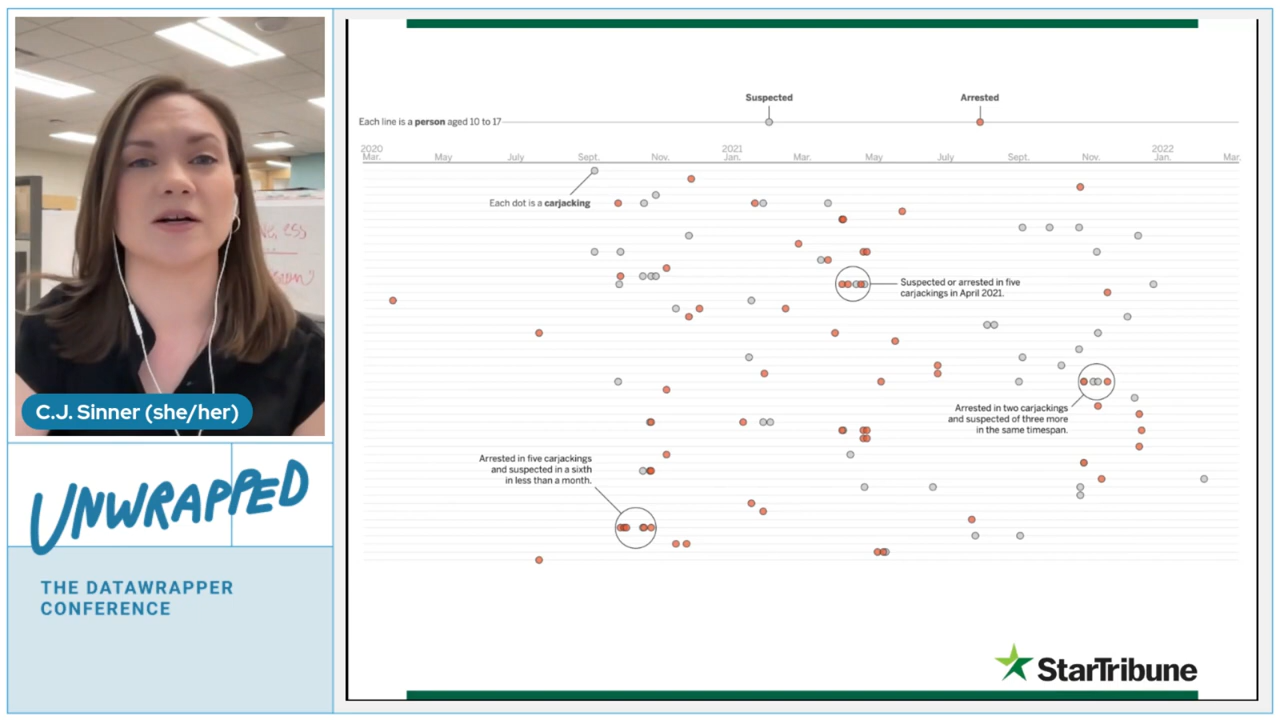 Suspected
Arrested
Each line is a person aged 10 to 17
2020
2021
2022
Mar.
May
July
Sept.
Nov.
Jan.
Mar.
May
July
Sept.
Nov.
Jan.
Mar.
Each dot is a carjacking
Suspected or arrested in five
carjackings in April 2021.
Arrested in two carjackings
and suspected of three more
in the same timespan.
Arrested in five carjackings
and suspected in a sixth
in less than a month.
StarTribune
C.J. Sinner (she/her)
UNWRAPPED
THE DATAWRAPPER
CONFERENCE